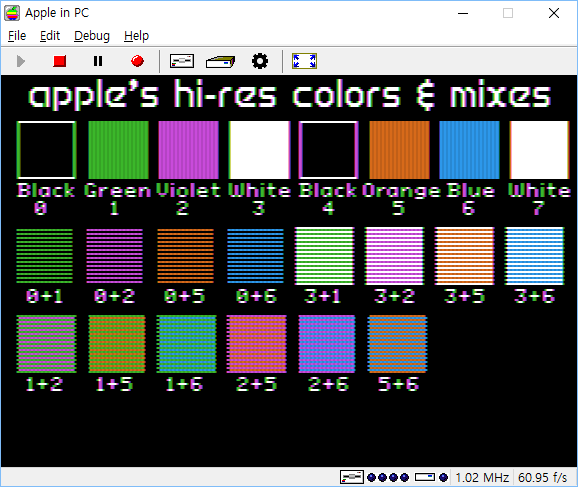 Apple in PC
File Edit Debug Help
apple's hi-res colors & mixes
Black Green Violet White Black Orange Blue White
0 1 2 3 4 5 6 7
0+1 0+2 0+5 0+6 3+1 3+2 3+5 3+6
1+2 1+5 1+6 2+5 2+6 5+6
1.02 MHz 60.95 f/s